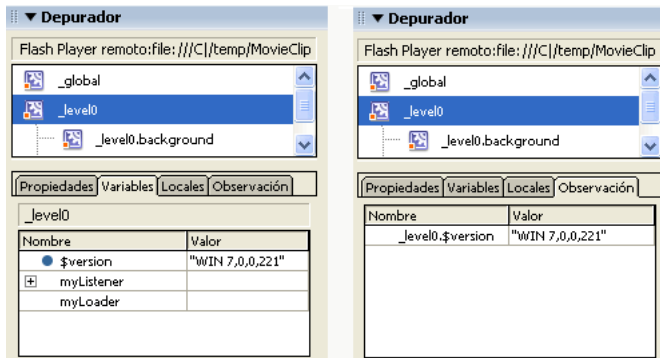 Depurador
Flash Player remoto:file:///C|/temp/MovieClip
_global
_level0
_level0.background
Propiedades Variables Locales Observación
_level0
Nombre Valor
$version "WIN 7,0,0,221"
myListener
myLoader
Depurador
Flash Player remoto:file:///C|/temp/MovieClip
_global
_level0
_level0.background
Propiedades Variables Locales Observación
Nombre Valor
_level0.$version "WIN 7,0,0,221"